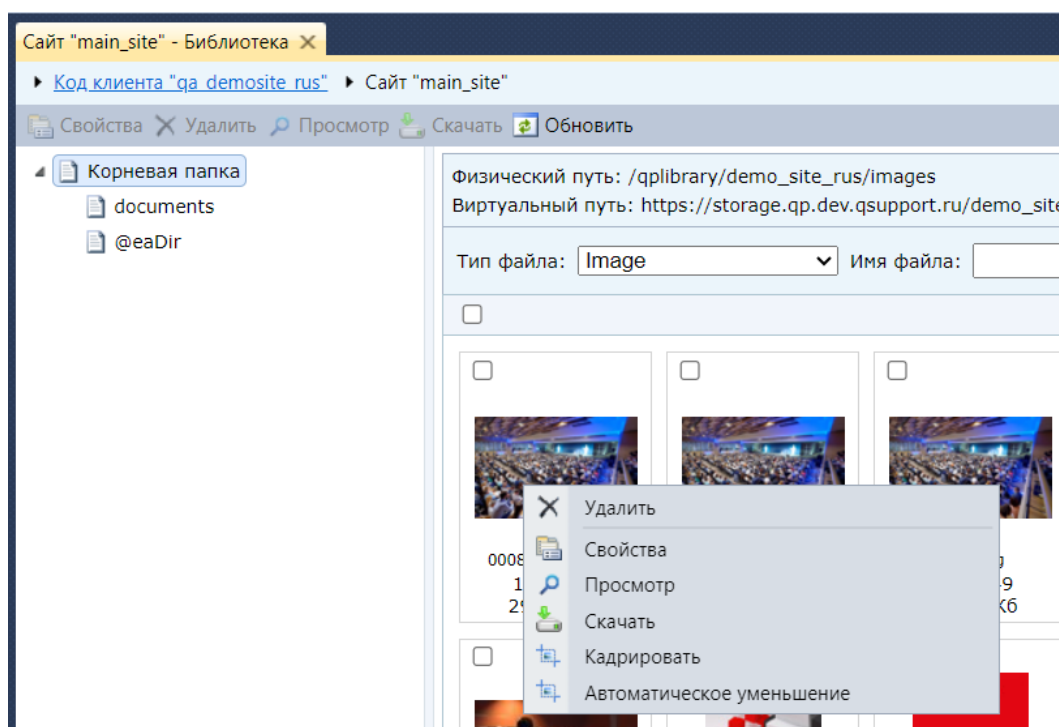 Сайт "main_site" - Библиотека
Код клиента "qa_demosite_rus" Сайт "main_site"
Свойства Удалить Просмотр Скачать Обновить
Корневая папка
documents
@eaDir
Физический путь: /qplibrary/demo_site_rus/images
Виртуальный путь: https://storage.qp.dev.qsupport.ru/demo_site
Тип файла: Image Имя файла:
0008
Удалить
Свойства
Просмотр
Скачать
Кадрировать
Автоматическое уменьшение